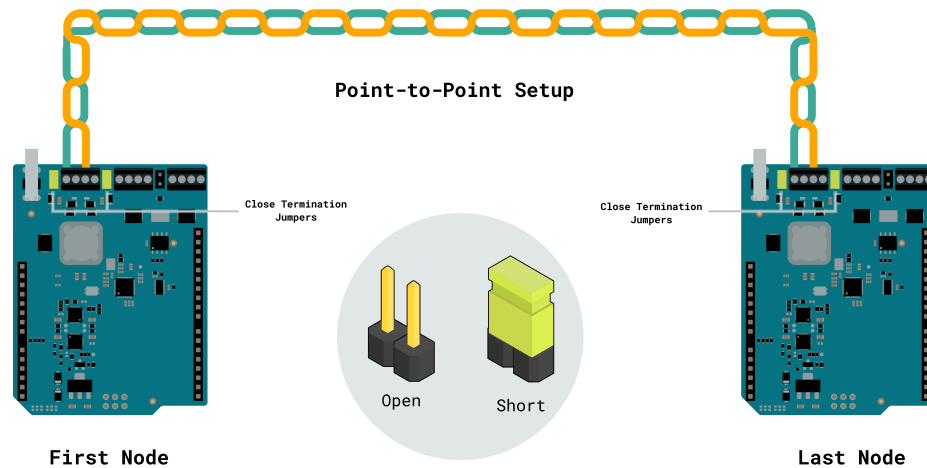 Point-to-Point Setup
Close Termination
Jumpers
Close Termination
Jumpers
Open
Short
First Node
Last Node